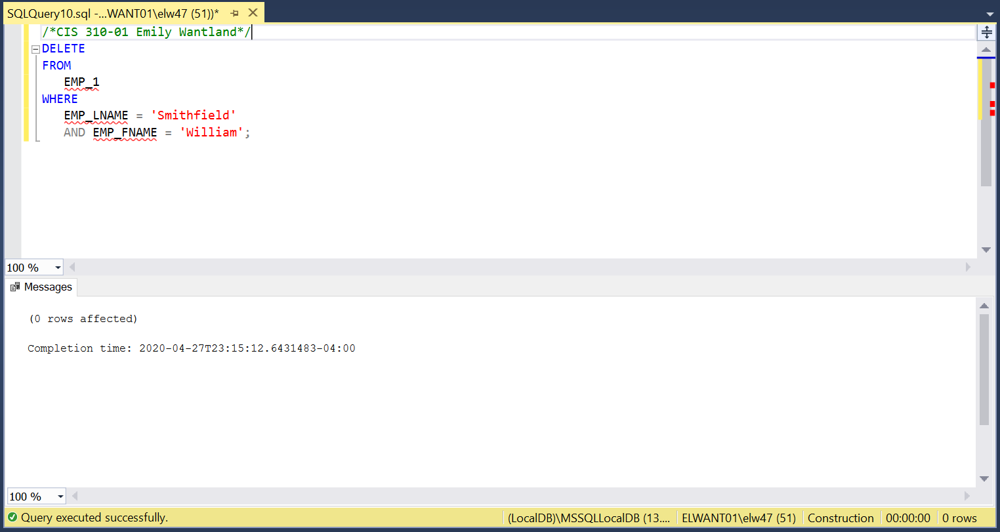 SQLQuery10.sql -...WANT01\elw47 (51))*
/*CIS 310-01 Emily Wantland*/
DELETE
FROM
EMP_1
WHERE
EMP_LNAME = 'Smithfield'
AND EMP_FNAME = 'William';
100 %
Messages
(0 rows affected)
Completion time: 2020-04-27T23:15:12.6431483-04:00
100 %
Query executed successfully. (LocalDB)\MSSQLLocalDB (13.... ELWANT01\elw47 (51) Construction 00:00:00 0 rows